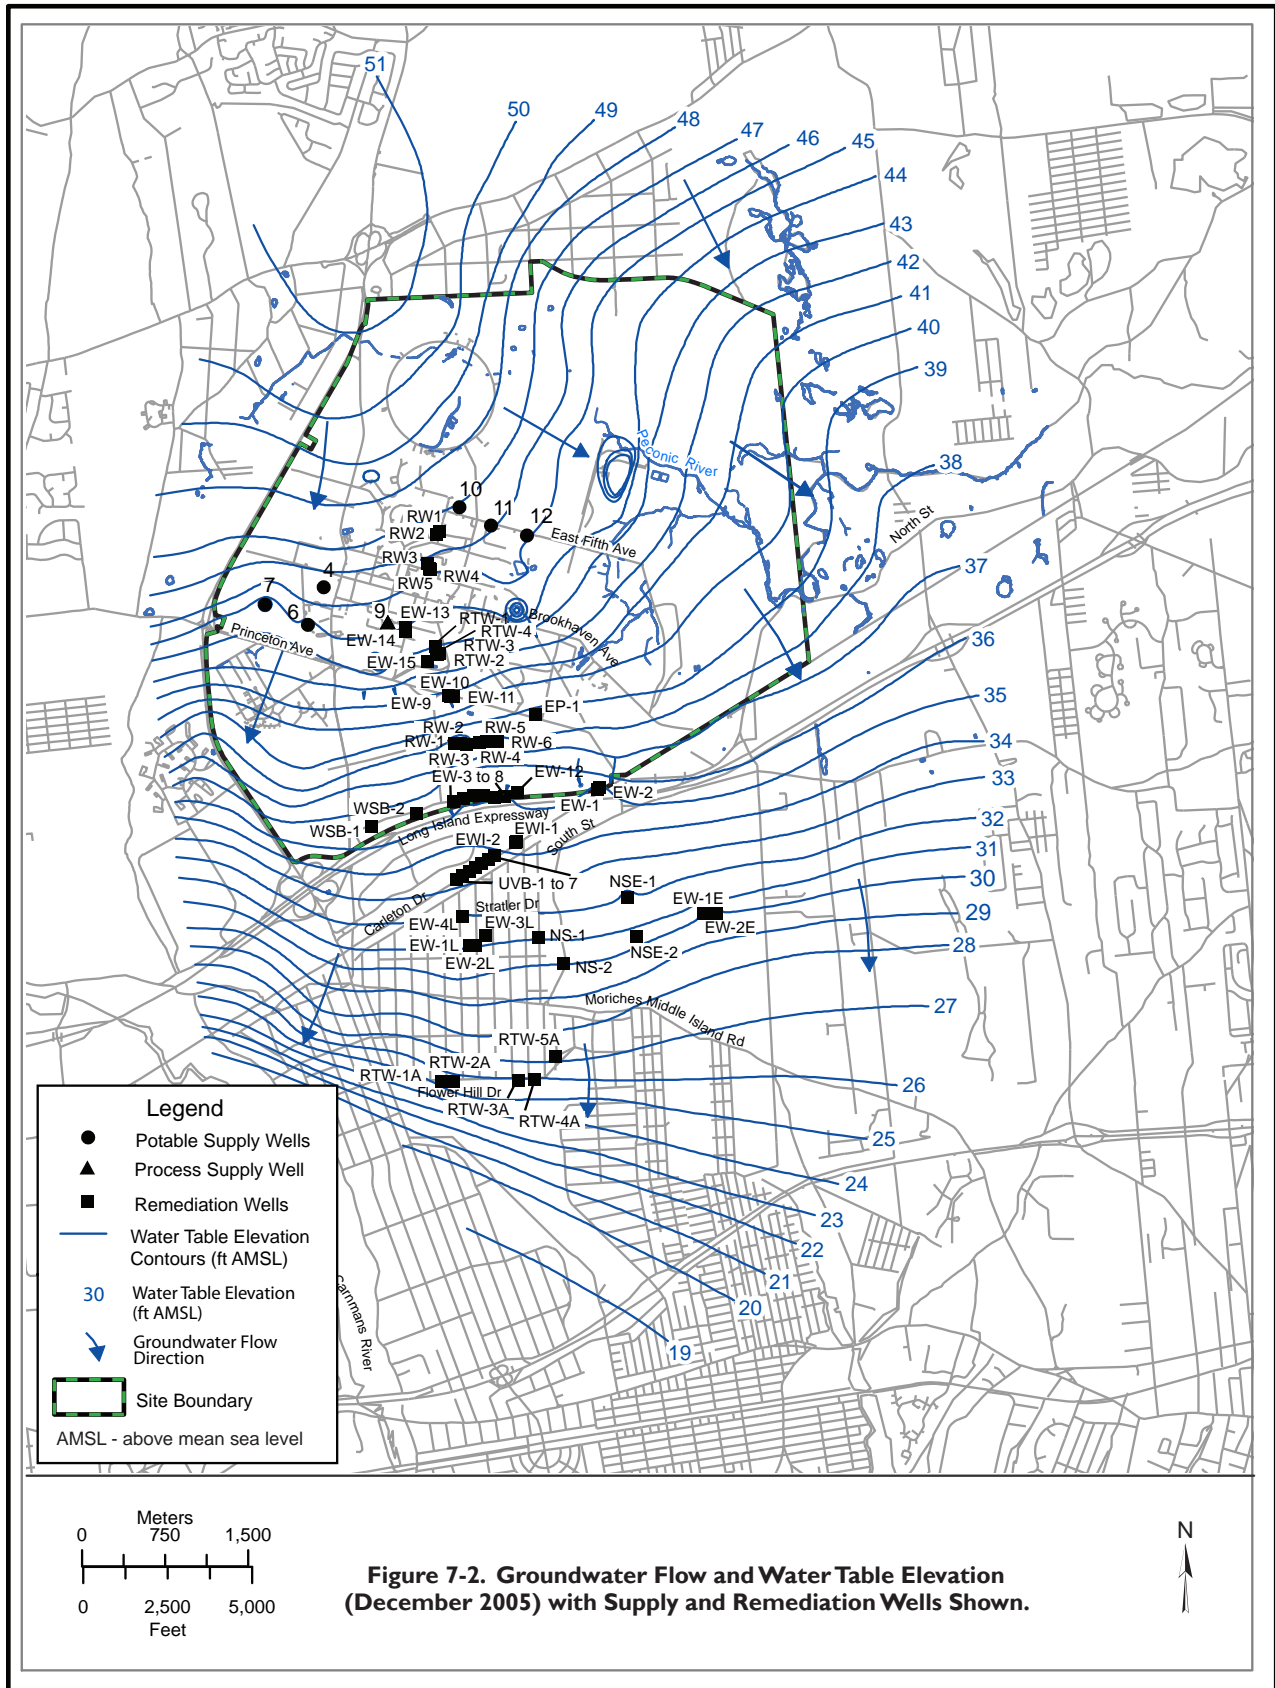 51
50
49
48
47
46
45
44
43
42
41
40
39
38
37
36
35
34
33
32
31
30
29
28
27
26
25
24
23
22
21
20
19
Peconic River
North St
10
11
12
East Fifth Ave
RW1
RW2
RW3
RW4
RW5
4
7
6
9
EW-13
EW-14
Princeton Ave
Brookhaven Ave
RTW-1
RTW-4
RTW-3
RTW-2
EW-15
EW-10
EW-9
EW-11
EP-1
RW-2
RW-5
RW-1
RW-6
RW-3
RW-4
EW-3 to 8
EW-12
EW-2
EW-1
WSB-2
WSB-1
Long Island Expressway
EWI-1
EWI-2
South St
UVB-1 to 7
NSE-1
Carleton Dr
Stratler Dr
EW-1E
EW-2E
EW-4L
EW-3L
NS-1
EW-1L
EW-2L
NSE-2
NS-2
Moriches Middle Island Rd
RTW-5A
RTW-2A
RTW-1A
Flower Hill Dr
RTW-3A
RTW-4A
Carmmans River
Legend
Potable Supply Wells
Process Supply Well
Remediation Wells
Water Table Elevation
Contours (ft AMSL)
30 Water Table Elevation
(ft AMSL)
Groundwater Flow
Direction
Site Boundary
AMSL - above mean sea level
Meters
0 750 1,500
0 2,500 5,000
Feet
N
Figure 7-2. Groundwater Flow and Water Table Elevation
(December 2005) with Supply and Remediation Wells Shown.